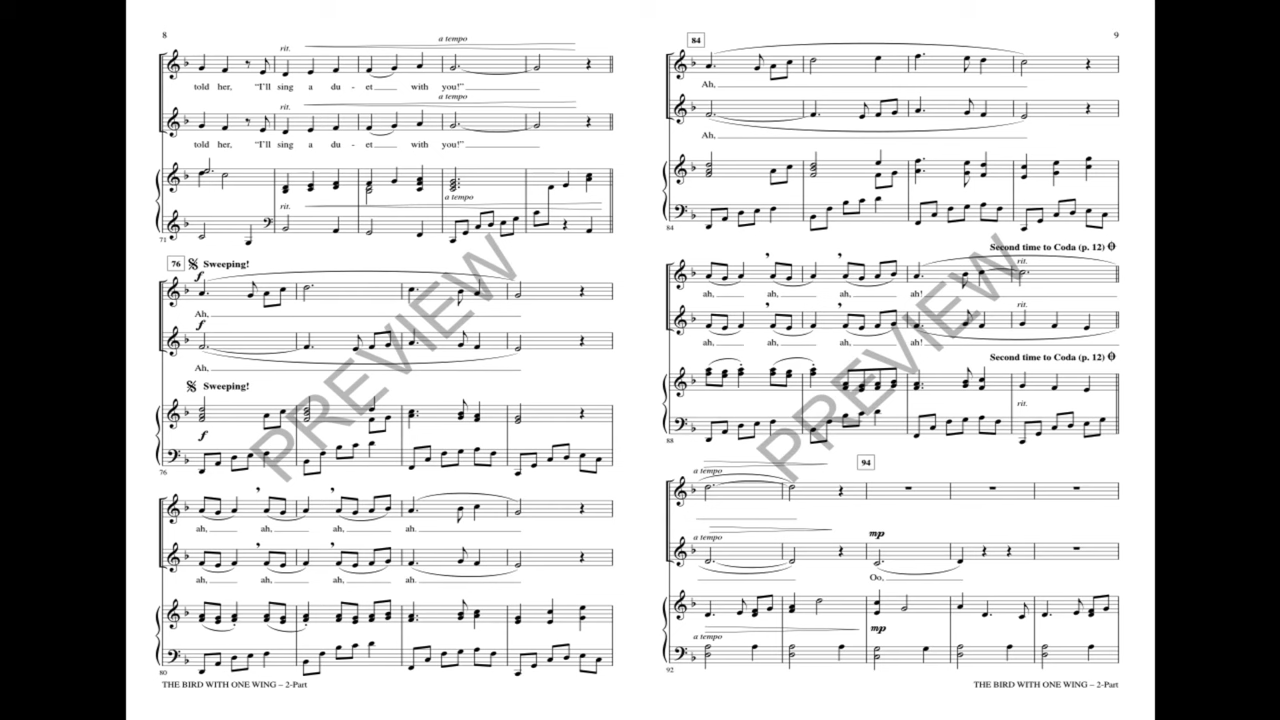 8
rit.
a tempo
told her, "I'll sing a du - et with you!"
rit.
a tempo
told her, "I'll sing a du - et with you!"
rit.
a tempo
71
76 Sweeping!
f
Ah,
f
Ah,
Sweeping!
f
76
ah, ah, ah, ah.
ah, ah, ah, ah.
80
THE BIRD WITH ONE WING – 2-Part
PREVIEW
9
84
Ah,
Ah,
84
Second time to Coda (p. 12)
rit.
ah, ah, ah, ah!
rit.
ah, ah, ah, ah!
Second time to Coda (p. 12)
rit.
88
a tempo
94
a tempo
mp
Oo,
mp
a tempo
92
THE BIRD WITH ONE WING – 2-Part
PREVIEW